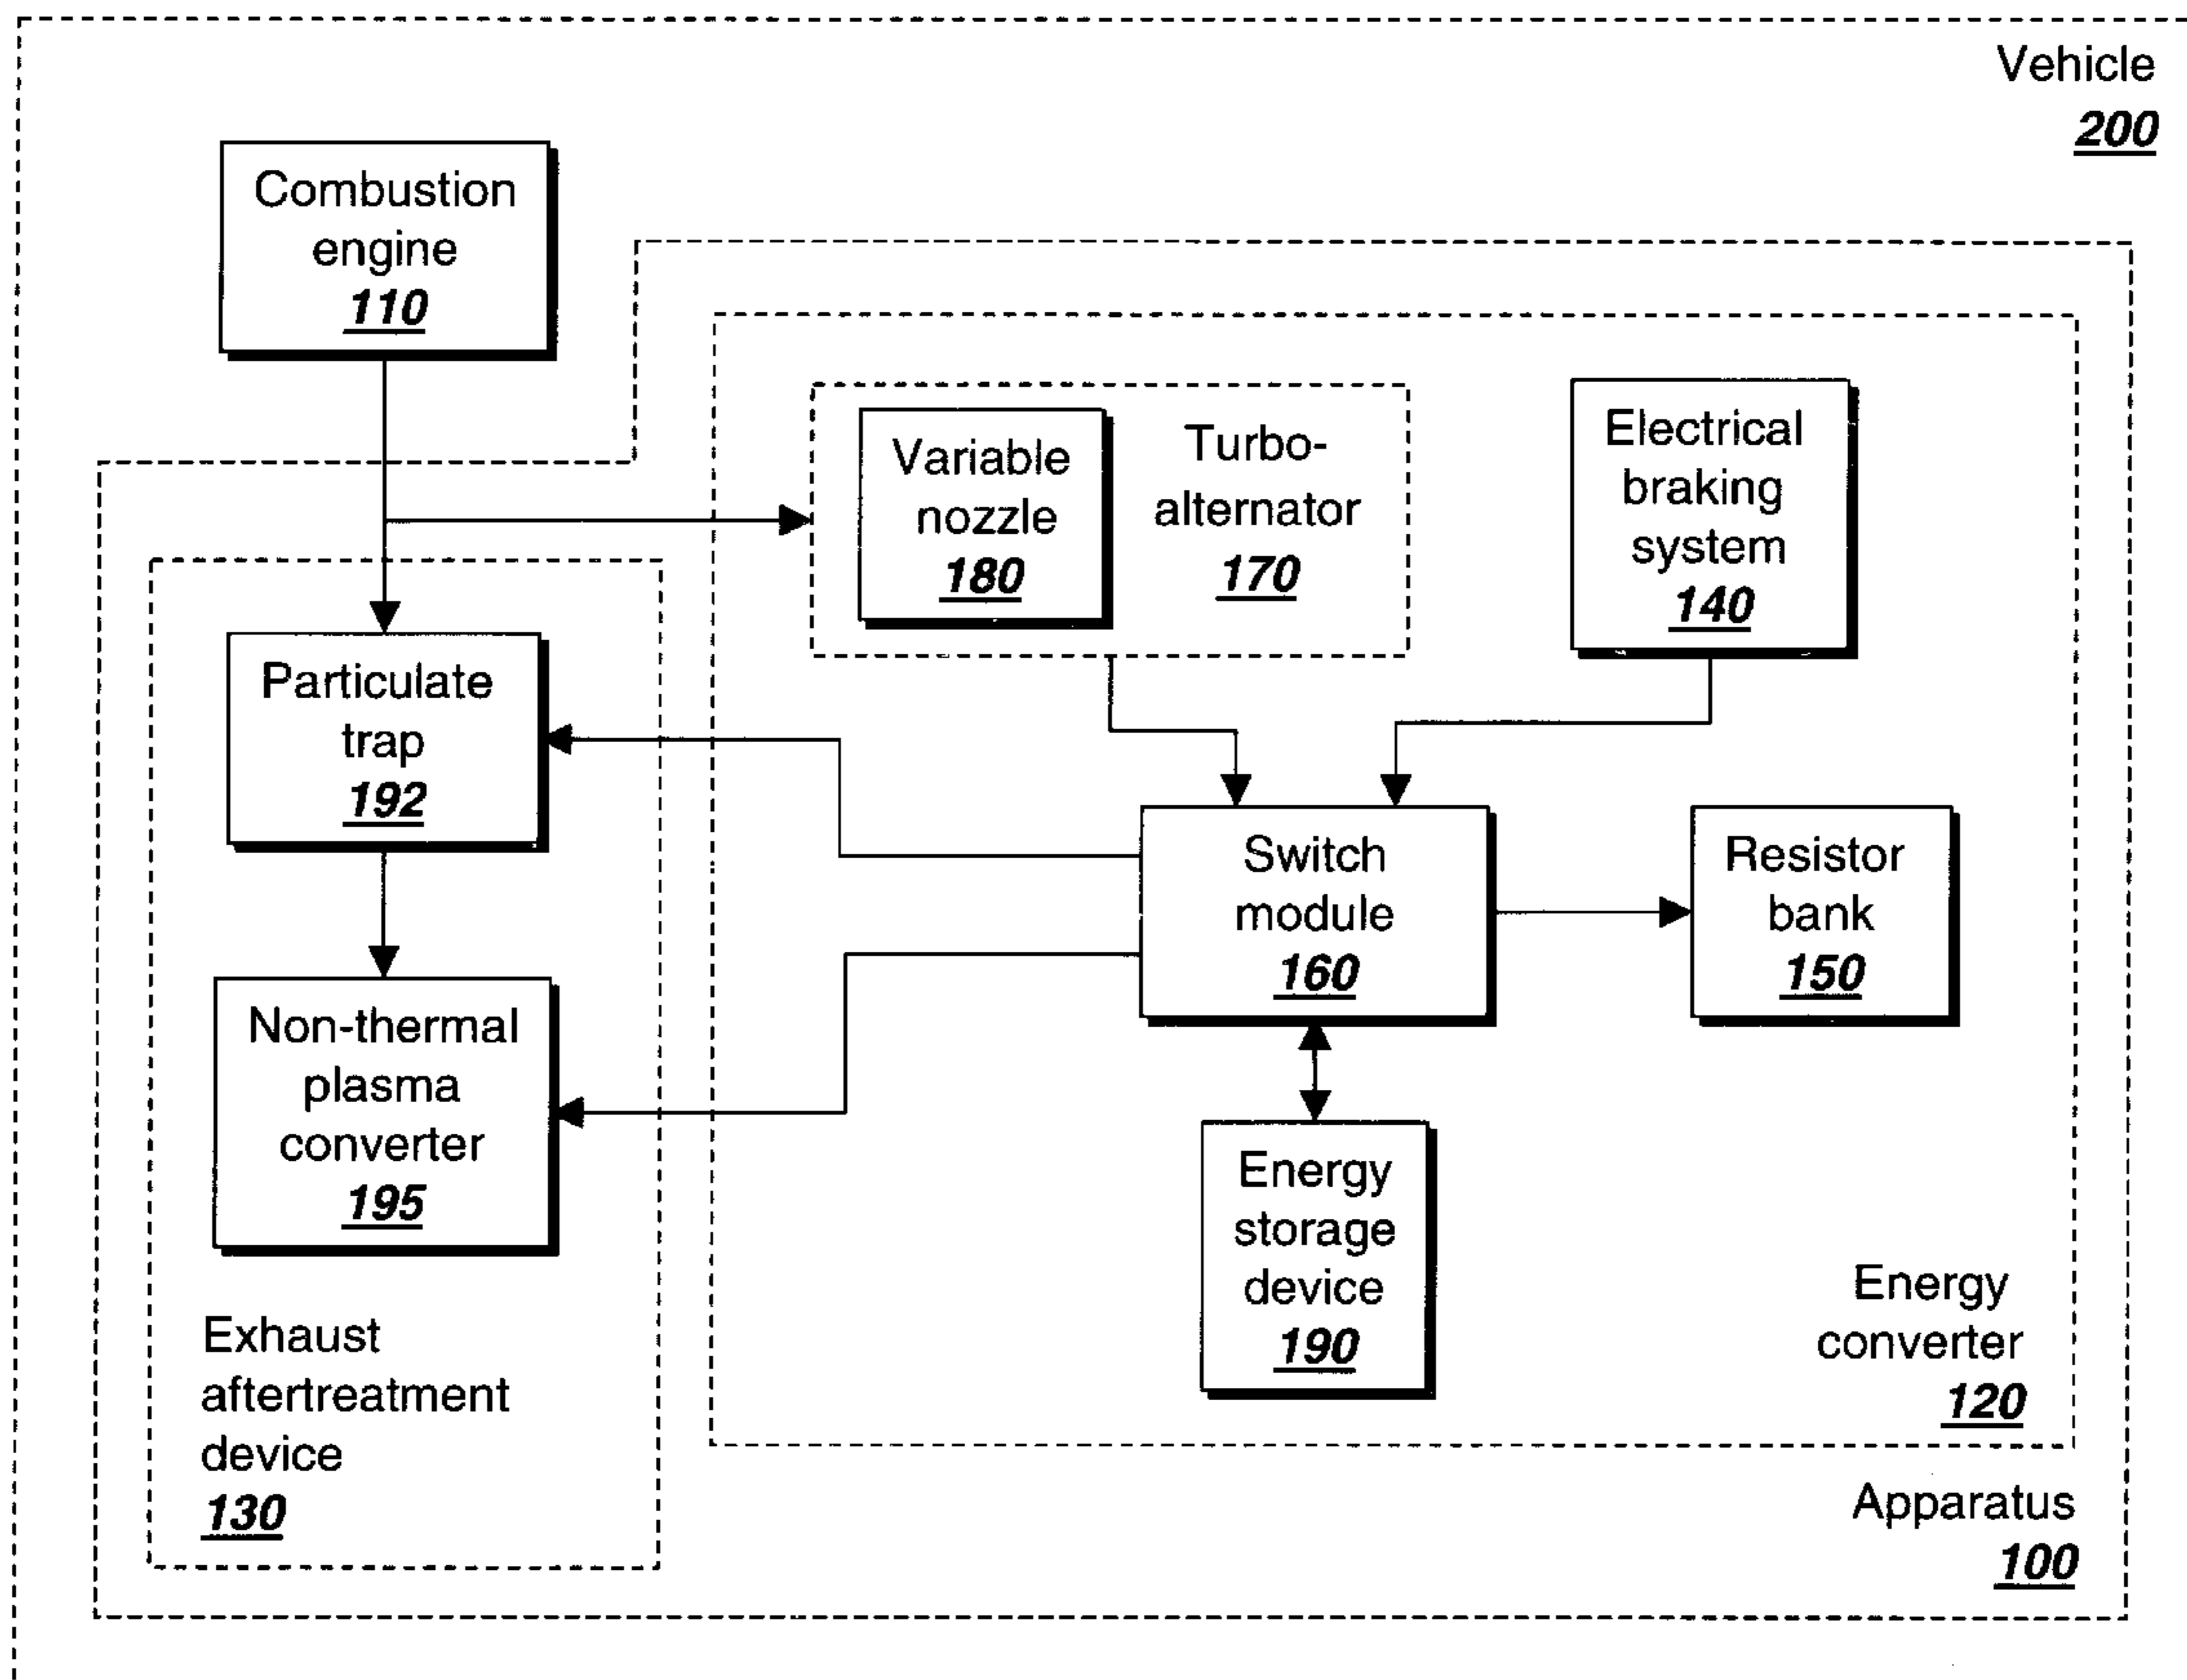 Vehicle
200
Combustion
engine
110
Variable
nozzle
180
Turbo-
alternator
170
Electrical
braking
system
140
Particulate
trap
192
Switch
module
160
Resistor
bank
150
Non-thermal
plasma
converter
195
Energy
storage
device
190
Energy
converter
120
Exhaust
aftertreatment
device
130
Apparatus
100